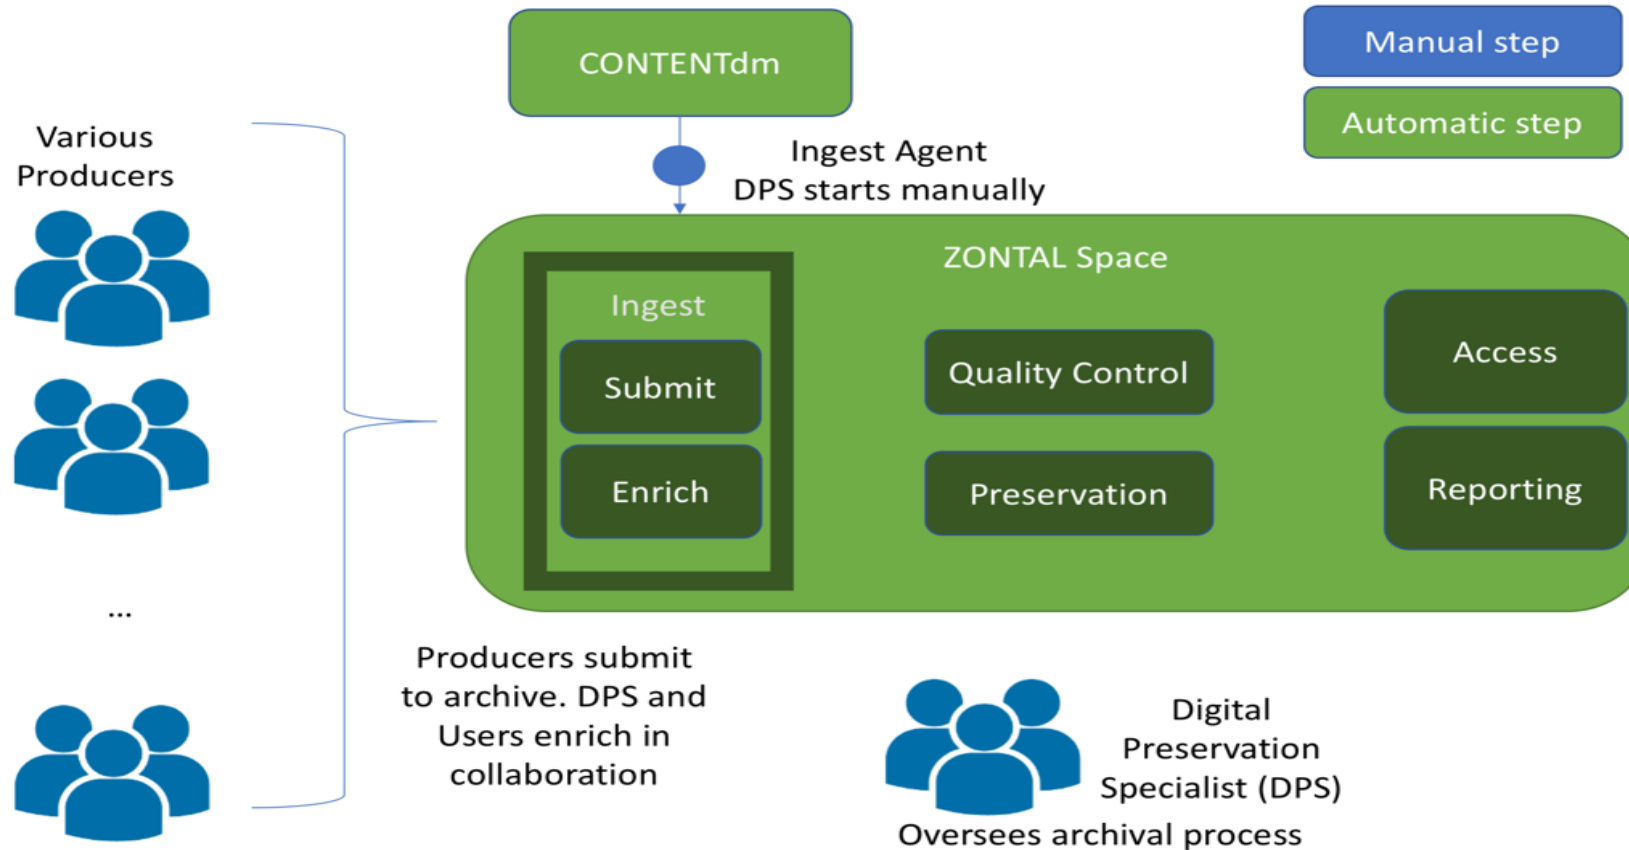 CONTENTdm
Manual step
Automatic step
Various
Producers
Ingest Agent
DPS starts manually
ZONTAL Space
Ingest
Submit
Enrich
Quality Control
Preservation
Access
Reporting
...
Producers submit
to archive. DPS and
Users enrich in
collaboration
Digital
Preservation
Specialist (DPS)
Oversees archival process